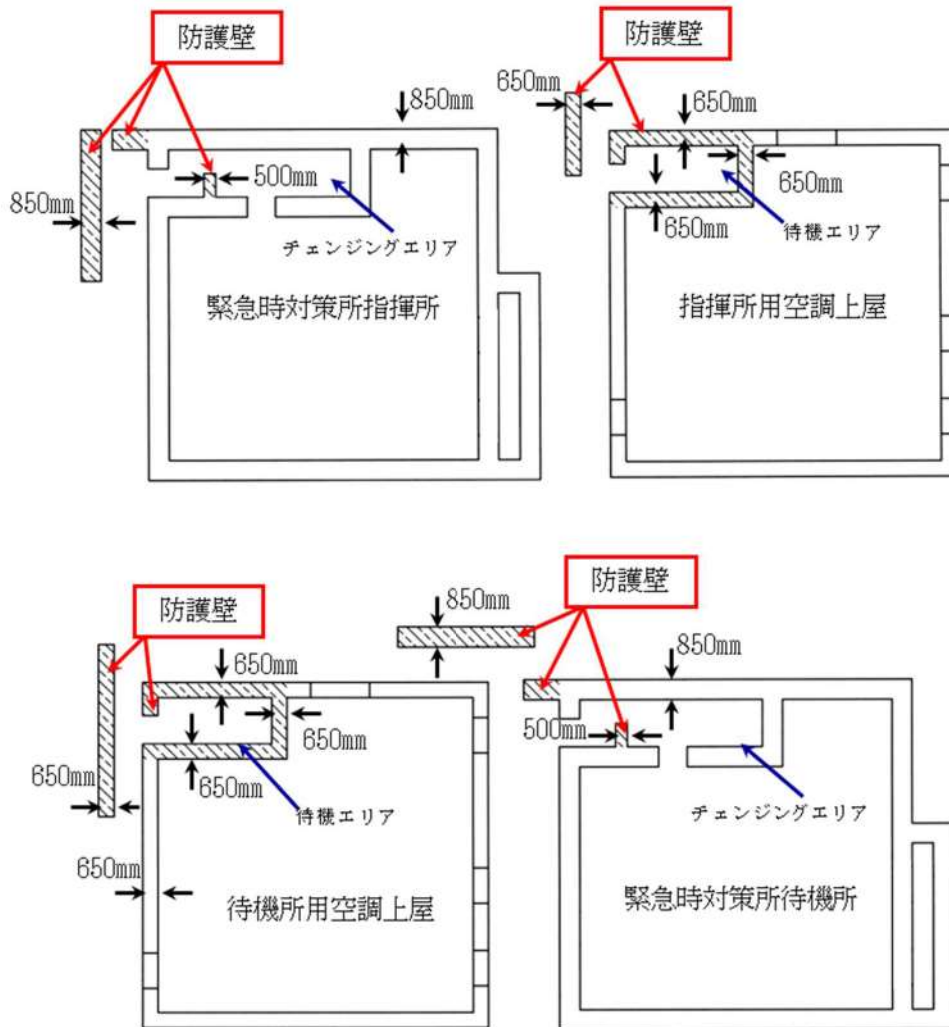 防護壁
850mm
850mm
500mm
チェンジングエリア
緊急時対策所指揮所
防護壁
650mm
650mm
650mm
650mm
待機エリア
指揮所用空調上屋
防護壁
650mm
650mm
650mm
650mm
待機エリア
650mm
待機所用空調上屋
防護壁
850mm
850mm
500mm
チェンジングエリア
緊急時対策所待機所